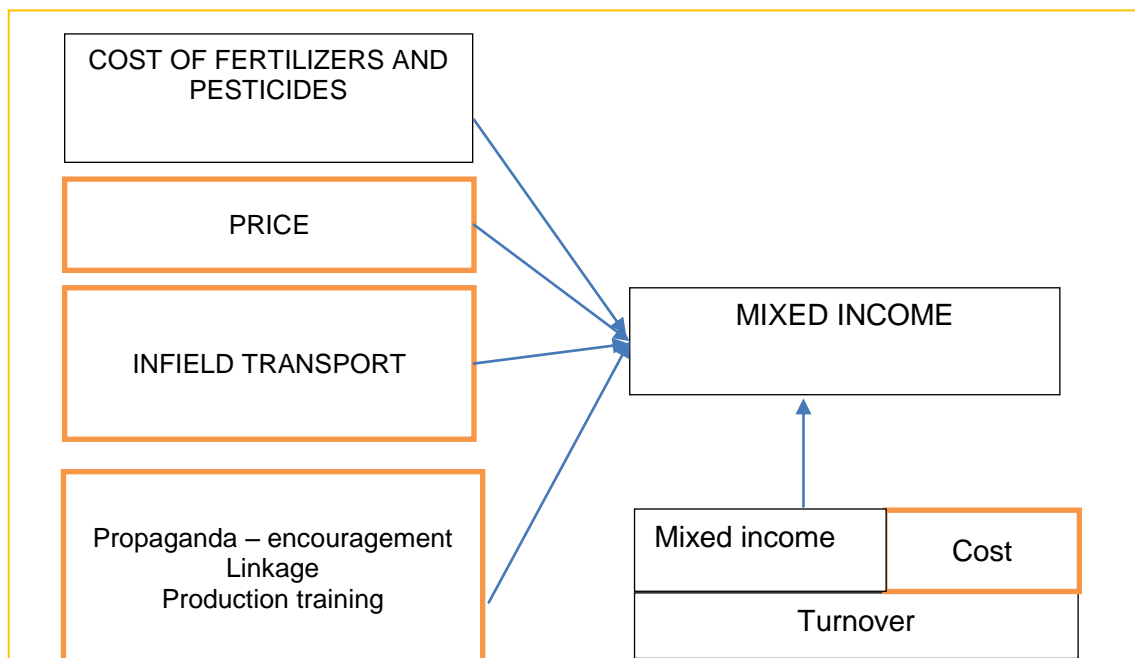 COST OF FERTILIZERS AND
PESTICIDES
PRICE
INFIELD TRANSPORT
Propaganda – encouragement
Linkage
Production training
MIXED INCOME
Mixed income
Cost
Turnover